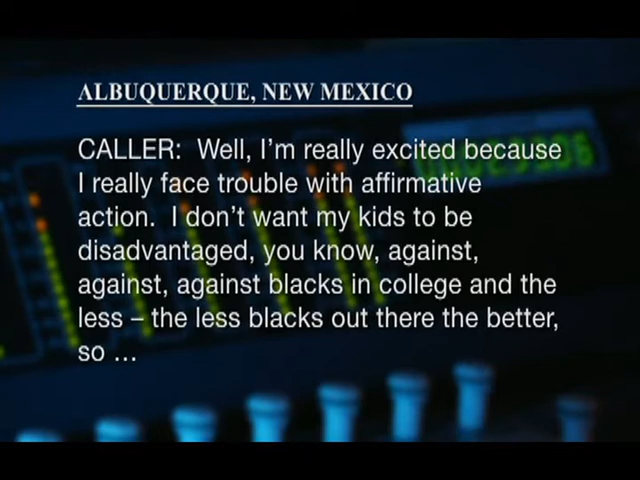 ALBUQUERQUE, NEW MEXICO
CALLER: Well, I'm really excited because
I really face trouble with affirmative
action. I don't want my kids to be
disadvantaged, you know, against,
against, against blacks in college and the
less – the less blacks out there the better,
so ...